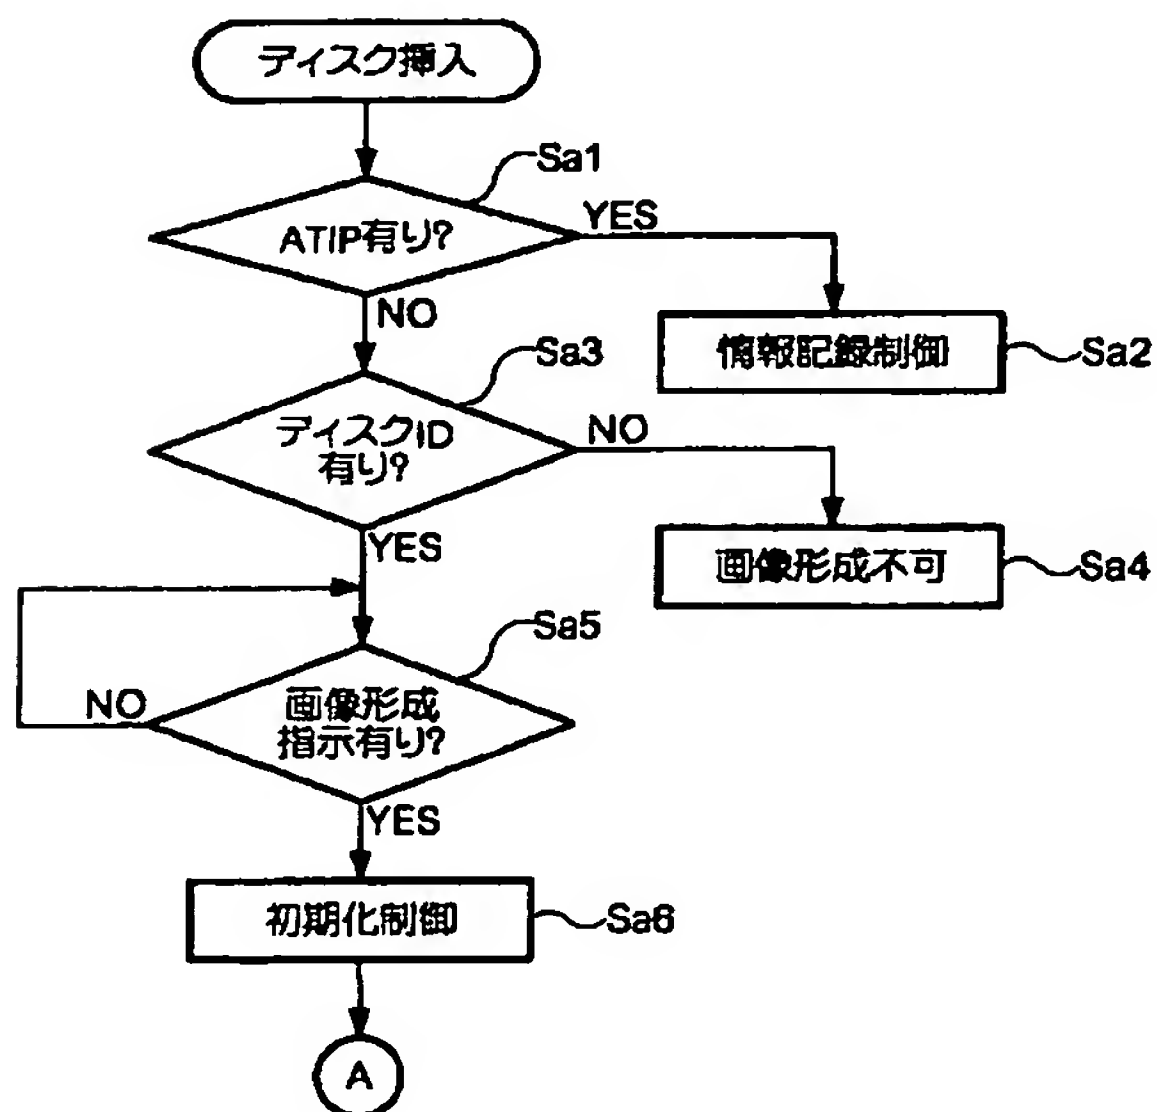 ディスク挿入
Sa1
ATIP有り?
YES
NO
情報記録制御
Sa2
Sa3
ディスクID
有り?
NO
YES
画像形成不可
Sa4
Sa5
画像形成
指示有り?
NO
YES
初期化制御
Sa6
A